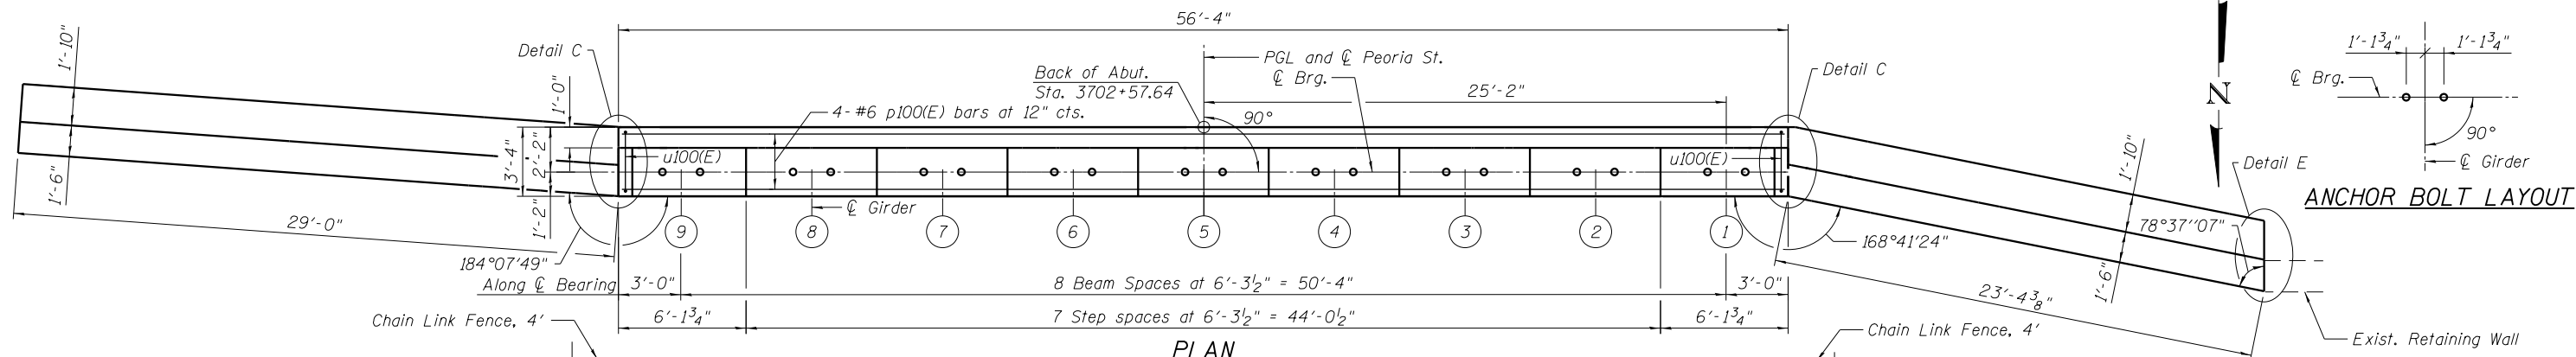 56'-4"
1'-10"
Detail C
1'-0"
Back of Abut.
Sta. 3702+57.64
PGL and ℄ Peoria St.
℄ Brg.
25'-2"
Detail C
4-#6 p100(E) bars at 12" cts.
90°
N
1'-1¾"
1'-1¾"
℄ Brg.
90°
℄ Girder
ANCHOR BOLT LAYOUT
1'-6"
29'-0"
3'-4"
2'-2"
1'-2"
u100(E)
u100(E)
℄ Girder
9
8
7
6
5
4
3
2
1
184°07'49"
168°41'24"
1'-10"
1'-6"
Detail E
78°37''07"
23'-4⅜"
Along ℄ Bearing
3'-0"
8 Beam Spaces at 6'-3½" = 50'-4"
3'-0"
6'-1¾"
7 Step spaces at 6'-3½" = 44'-0½"
6'-1¾"
Chain Link Fence, 4'
PLAN
Chain Link Fence, 4'
Exist. Retaining Wall